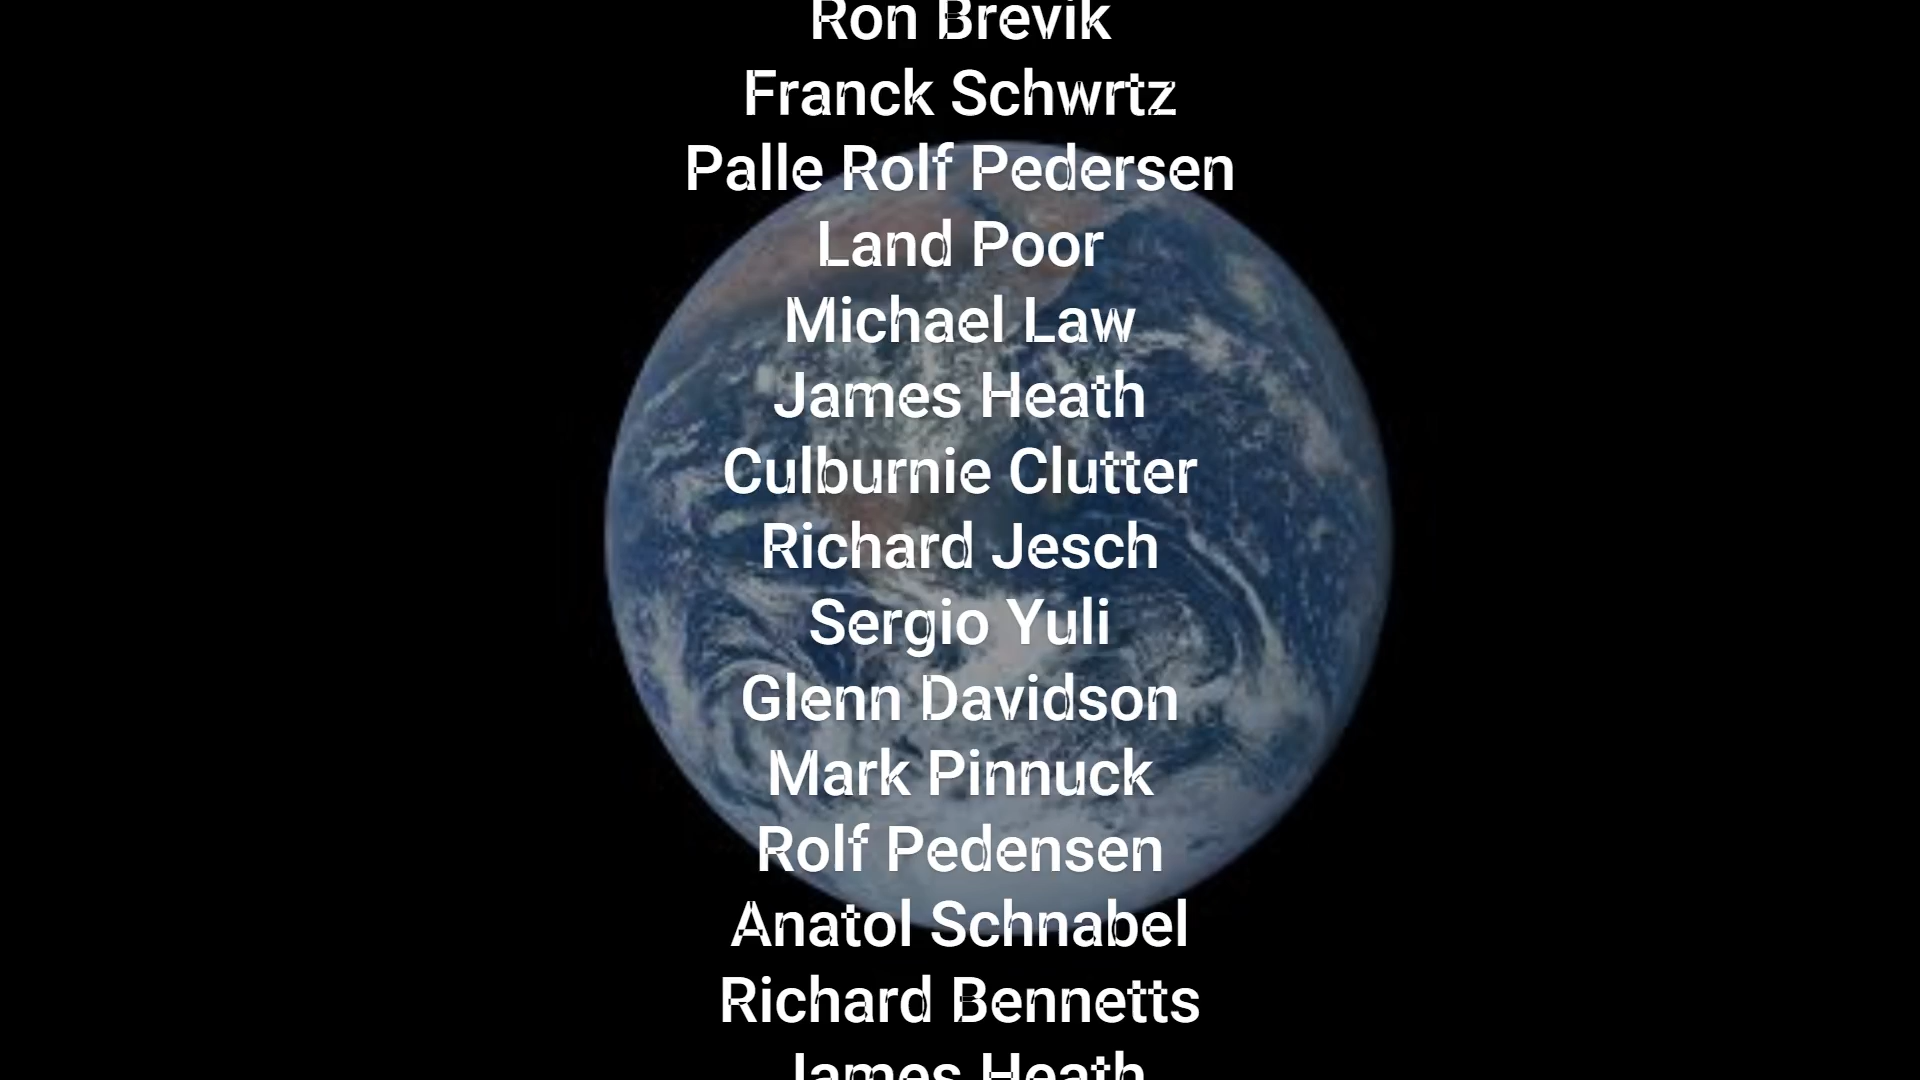 Ron Brevik
Franck Schwrtz
Palle Rolf Pedersen
Land Poor
Michael Law
James Heath
Culburnie Clutter
Richard Jesch
Sergio Yuli
Glenn Davidson
Mark Pinnuck
Rolf Pedensen
Anatol Schnabel
Richard Bennetts
James Heath